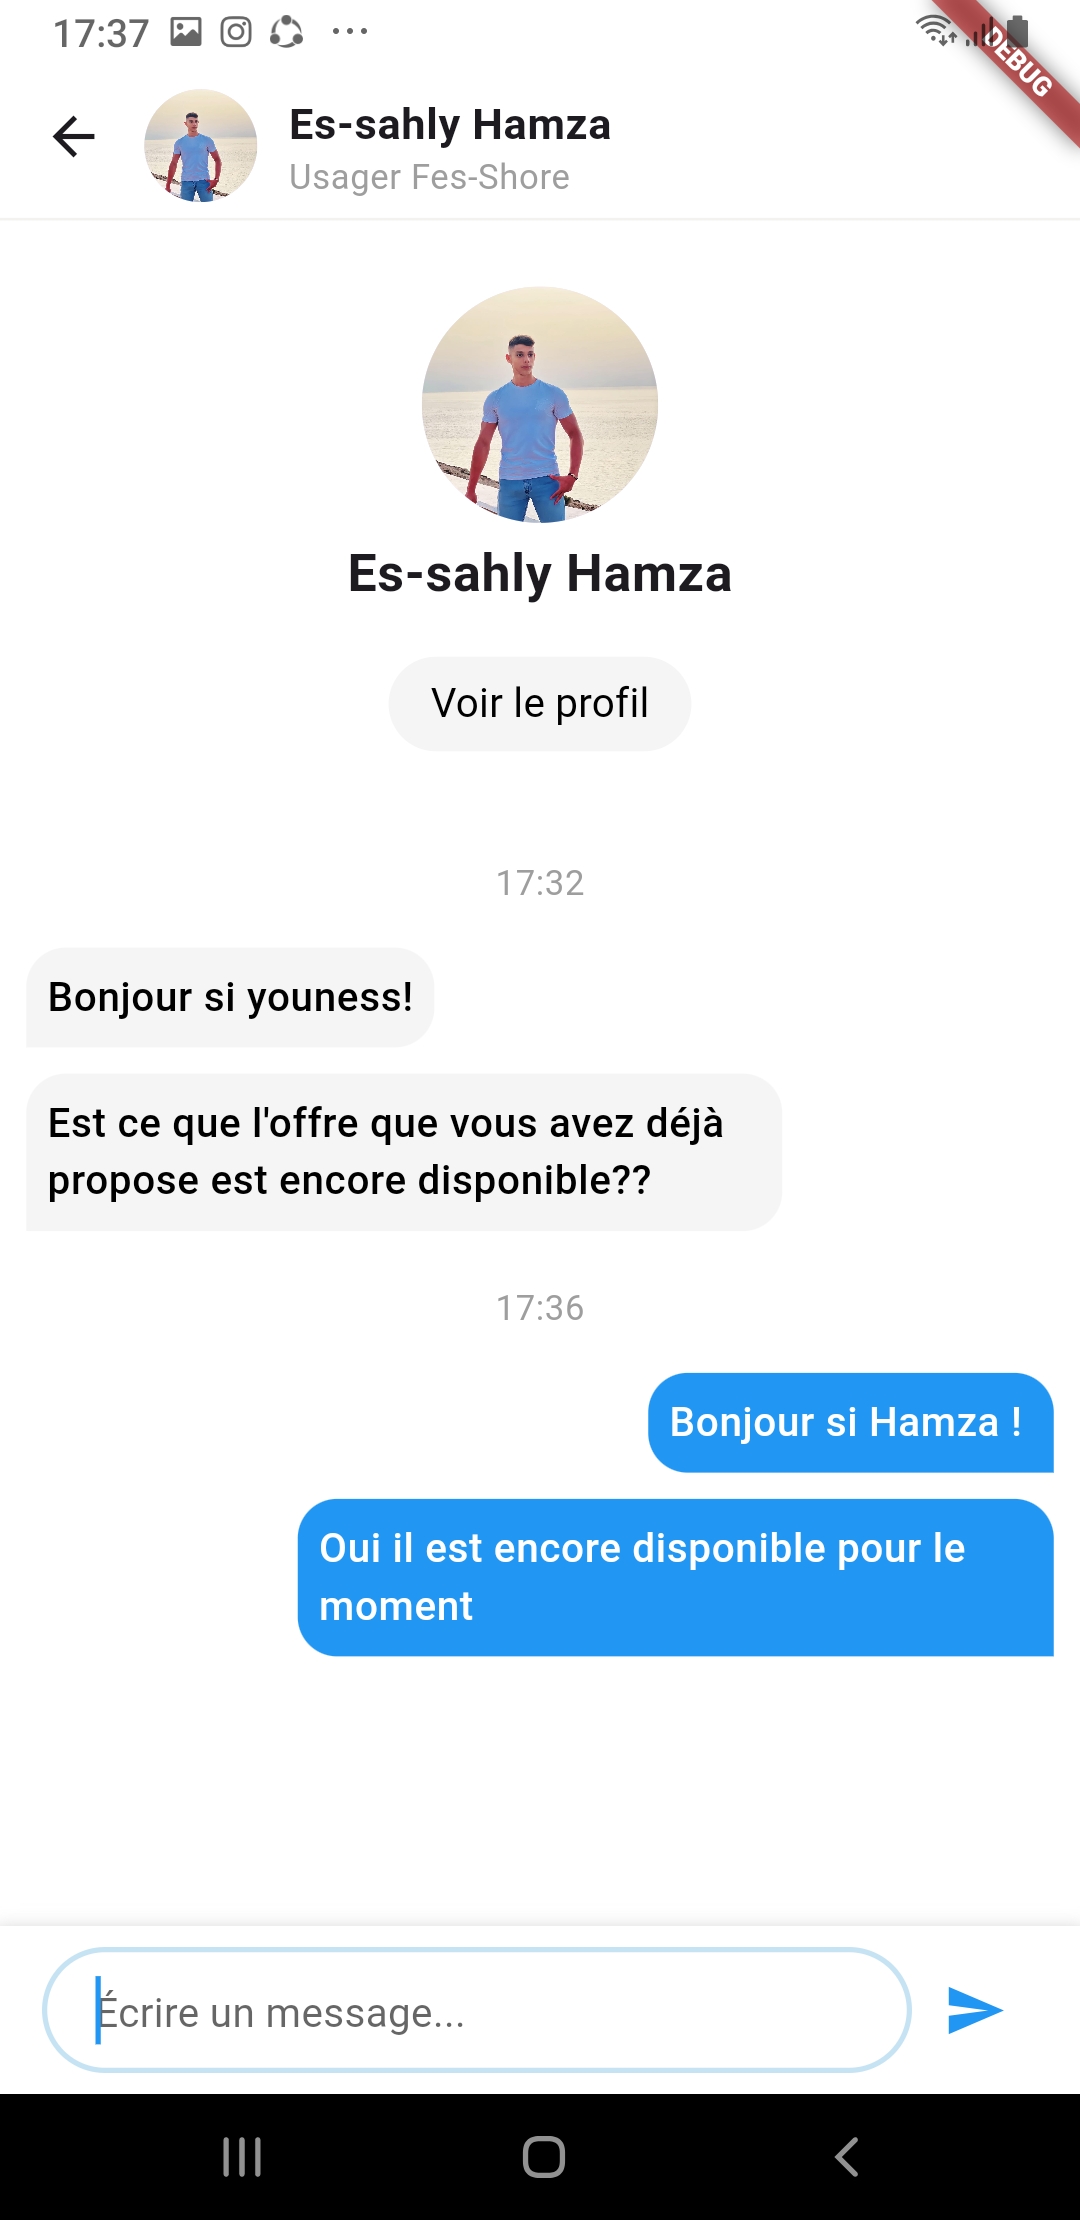 17:37
DEBUG
Es-sahly Hamza
Usager Fes-Shore
Es-sahly Hamza
Voir le profil
17:32
Bonjour si youness!
Est ce que l'offre que vous avez déjà
propose est encore disponible??
17:36
Bonjour si Hamza !
Oui il est encore disponible pour le
moment
Écrire un message...